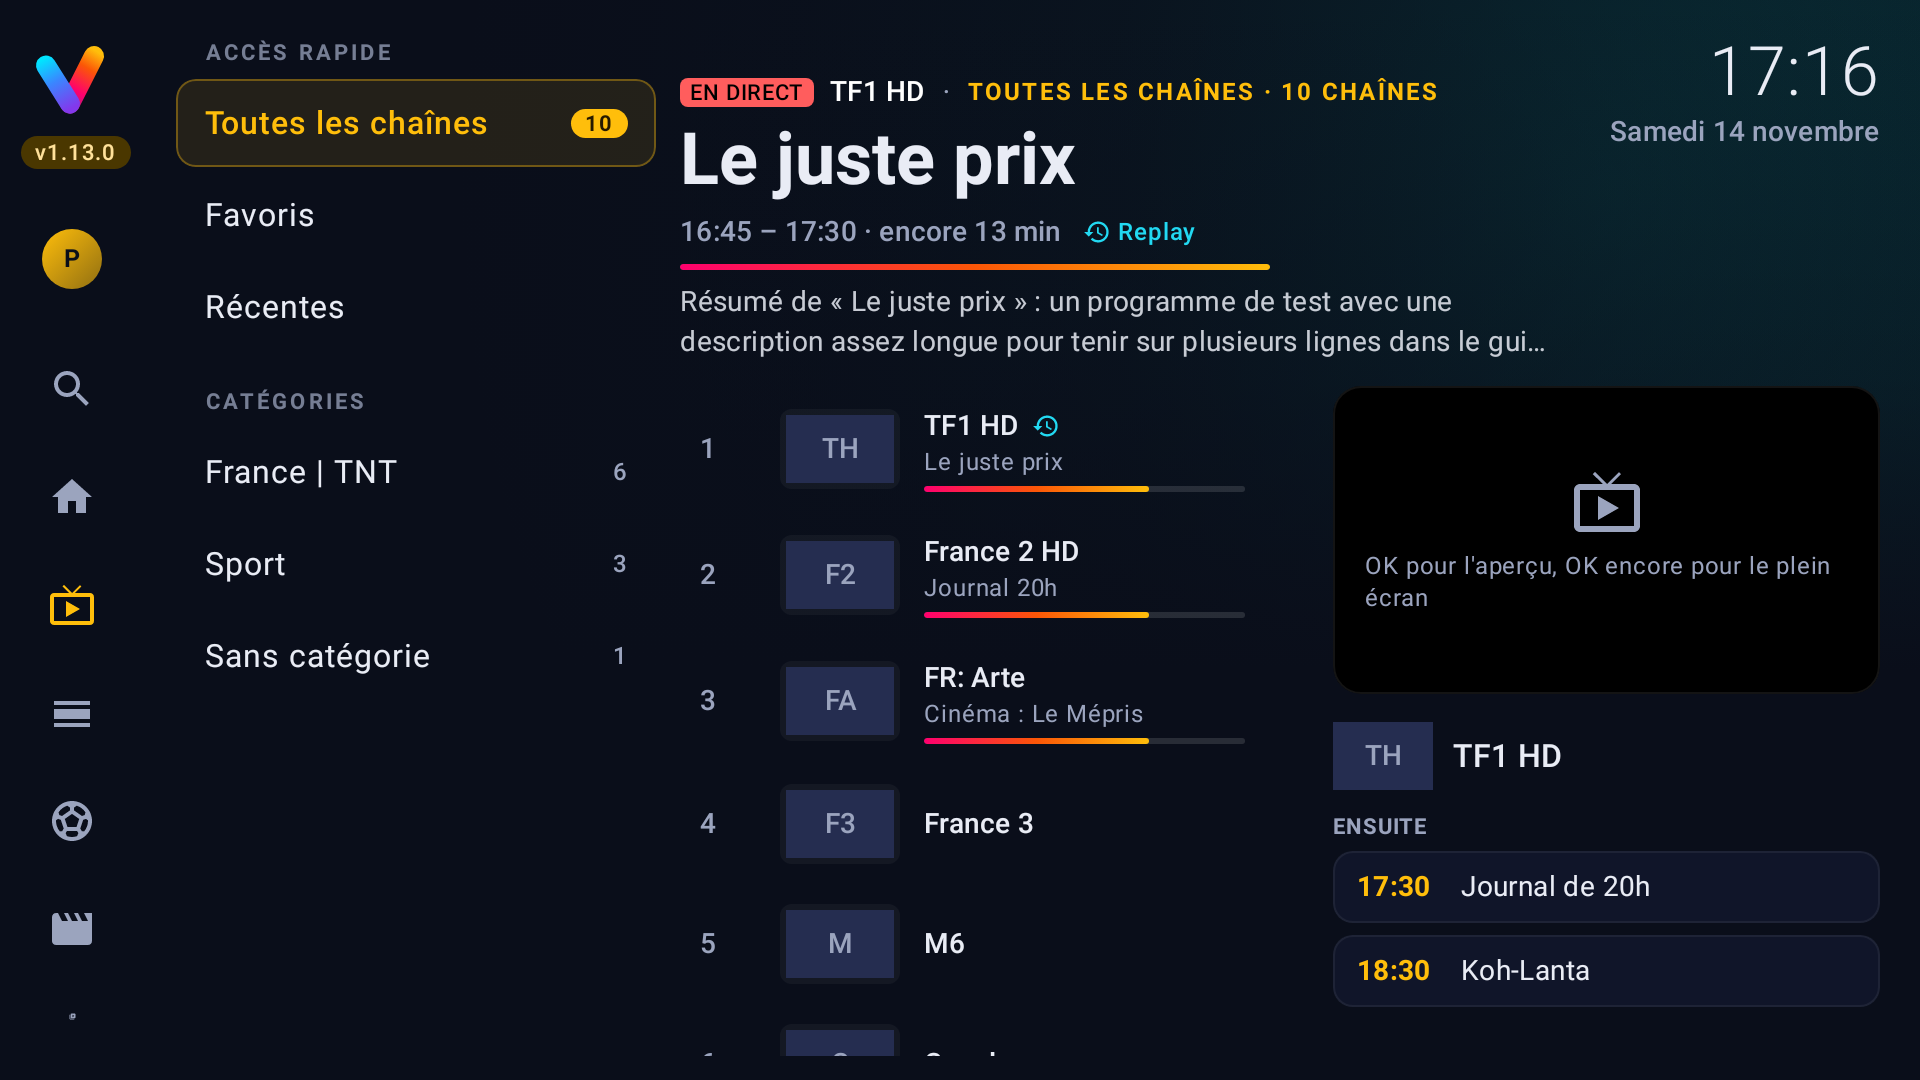 v1.13.0
P
ACCÈS RAPIDE
Toutes les chaînes 10
Favoris
Récentes
CATÉGORIES
France | TNT 6
Sport 3
Sans catégorie 1
EN DIRECT TF1 HD · TOUTES LES CHAÎNES · 10 CHAÎNES
Le juste prix
16:45 – 17:30 · encore 13 min Replay
Résumé de « Le juste prix » : un programme de test avec une
description assez longue pour tenir sur plusieurs lignes dans le gui…
17:16
Samedi 14 novembre
1 TH TF1 HD
Le juste prix
2 F2 France 2 HD
Journal 20h
3 FA FR: Arte
Cinéma : Le Mépris
4 F3 France 3
5 M M6
OK pour l'aperçu, OK encore pour le plein
écran
TH TF1 HD
ENSUITE
17:30 Journal de 20h
18:30 Koh-Lanta